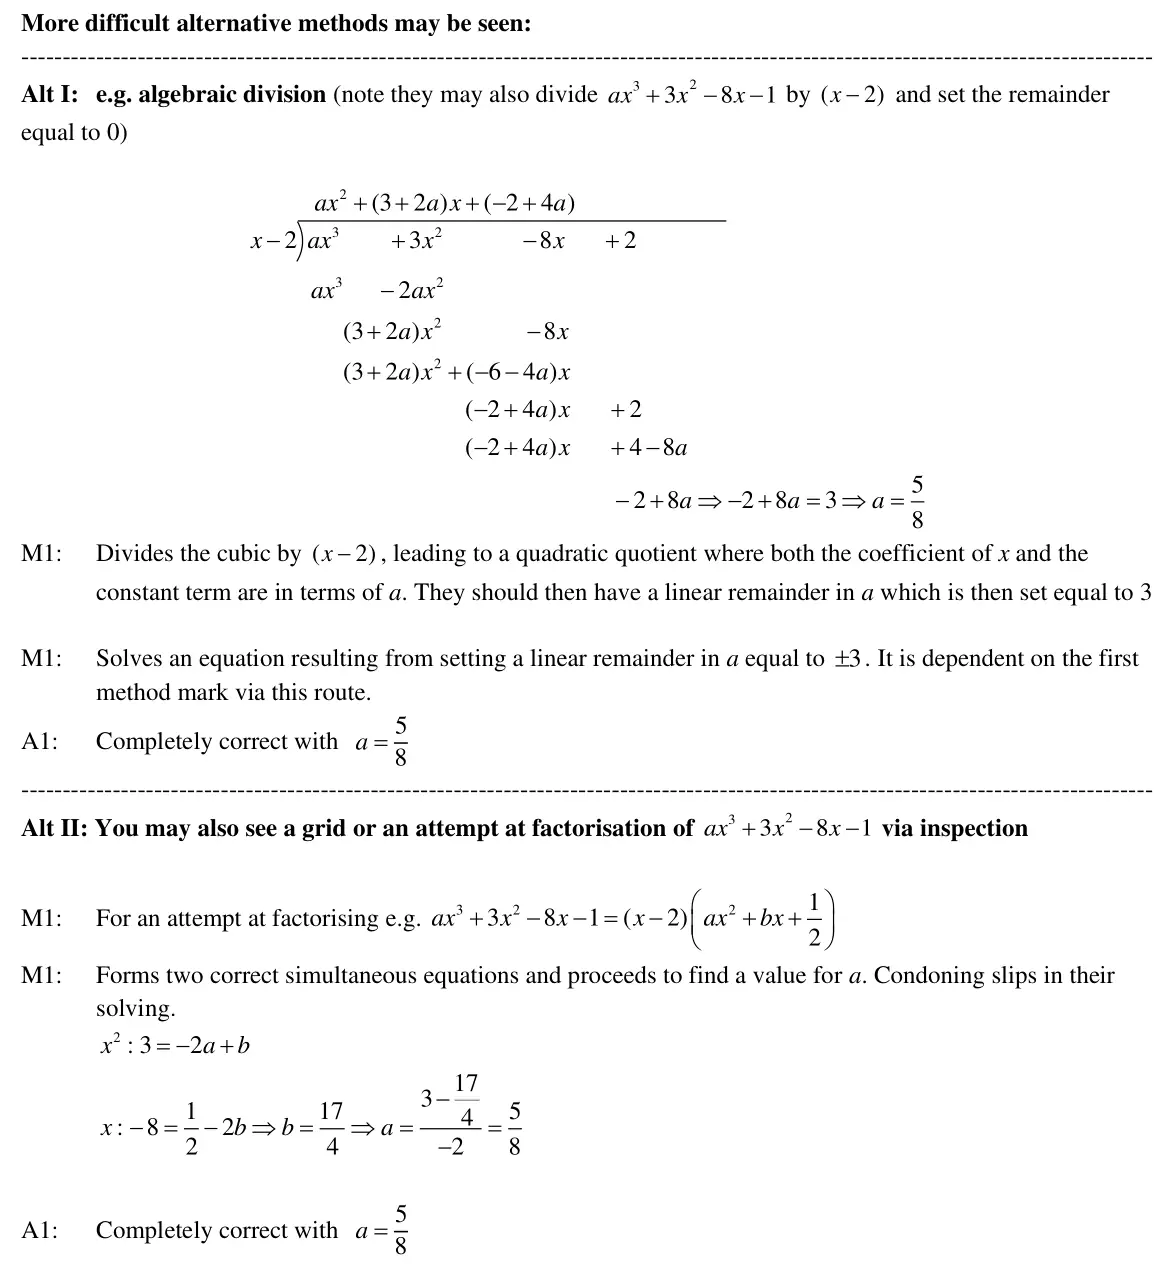 More difficult alternative methods may be seen:
------------------------------------------------------------------------------------------------------------------------------------------
Alt I: e.g. algebraic division (note they may also divide ax³ + 3x² − 8x − 1 by (x − 2) and set the remainder
equal to 0)
ax² + (3 + 2a)x + (−2 + 4a)
x − 2)ax³ + 3x² − 8x + 2
ax³ − 2ax²
(3 + 2a)x² − 8x
(3 + 2a)x² + (−6 − 4a)x
(−2 + 4a)x + 2
(−2 + 4a)x + 4 − 8a
− 2 + 8a ⇒ −2 + 8a = 3 ⇒ a = 5/8
M1: Divides the cubic by (x − 2), leading to a quadratic quotient where both the coefficient of x and the
constant term are in terms of a. They should then have a linear remainder in a which is then set equal to 3
M1: Solves an equation resulting from setting a linear remainder in a equal to ±3. It is dependent on the first
method mark via this route.
A1: Completely correct with a = 5/8
------------------------------------------------------------------------------------------------------------------------------------------
Alt II: You may also see a grid or an attempt at factorisation of ax³ + 3x² − 8x − 1 via inspection
M1: For an attempt at factorising e.g. ax³ + 3x² − 8x − 1 = (x − 2)(ax² + bx + 1/2)
M1: Forms two correct simultaneous equations and proceeds to find a value for a. Condoning slips in their
solving.
x² : 3 = −2a + b
x : −8 = 1/2 − 2b ⇒ b = 17/4 ⇒ a = (3 − 17/4)/−2 = 5/8
A1: Completely correct with a = 5/8